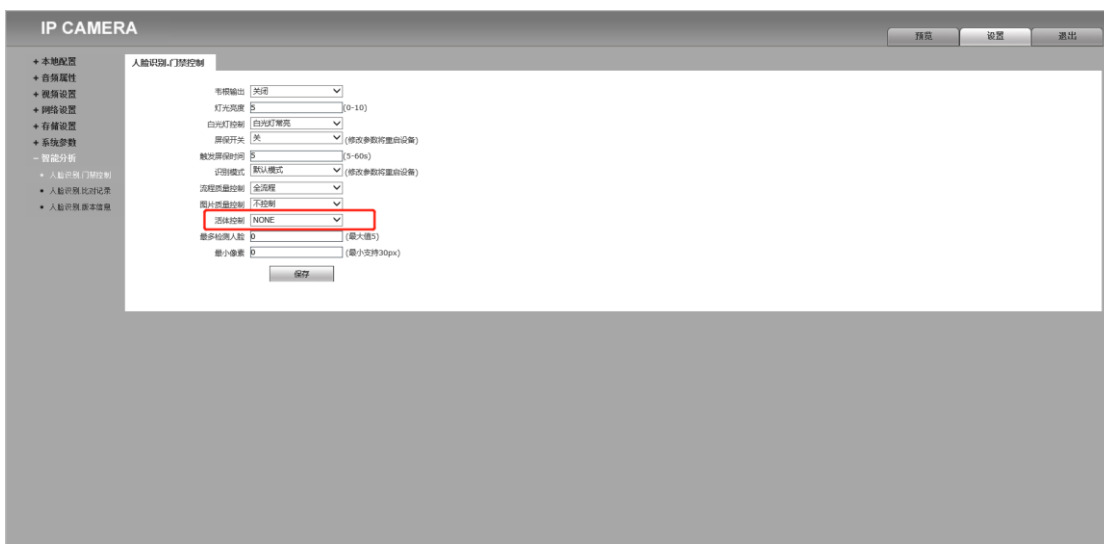 IP CAMERA
预览 设置 退出
+ 本地配置
+ 音频属性
+ 视频设置
+ 网络设置
+ 存储设置
+ 系统参数
− 智能分析
• 人脸识别.门禁控制
• 人脸识别.比对记录
• 人脸识别.版本信息
人脸识别.门禁控制
韦根输出 关闭
灯光亮度 5 (0-10)
白光灯控制 白光灯常亮
屏保开关 关 (修改参数将重启设备)
触发屏保时间 5 (5-60s)
识别模式 默认模式 (修改参数将重启设备)
流程质量控制 全流程
图片质量控制 不控制
活体控制 NONE
最多检测人脸 0 (最大值5)
最小像素 0 (最小支持30px)
保存